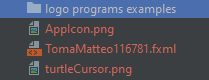 logo programs examples
AppIcon.png
TomaMatteo116781.fxml
turtleCursor.png